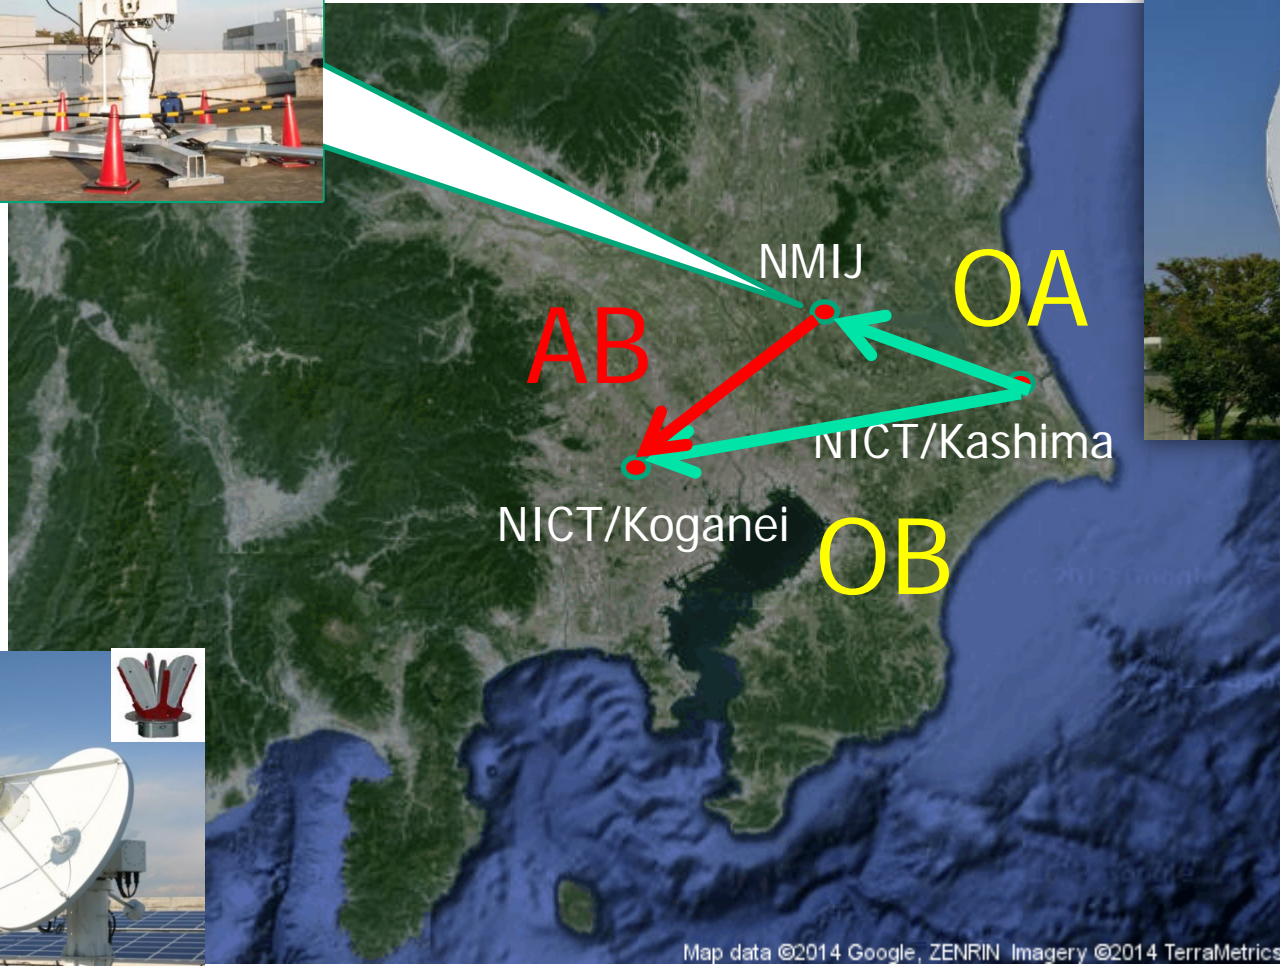 NMIJ
OA
AB
NICT/Kashima
NICT/Koganei
OB
Map data ©2014 Google, ZENRIN Imagery ©2014 TerraMetrics